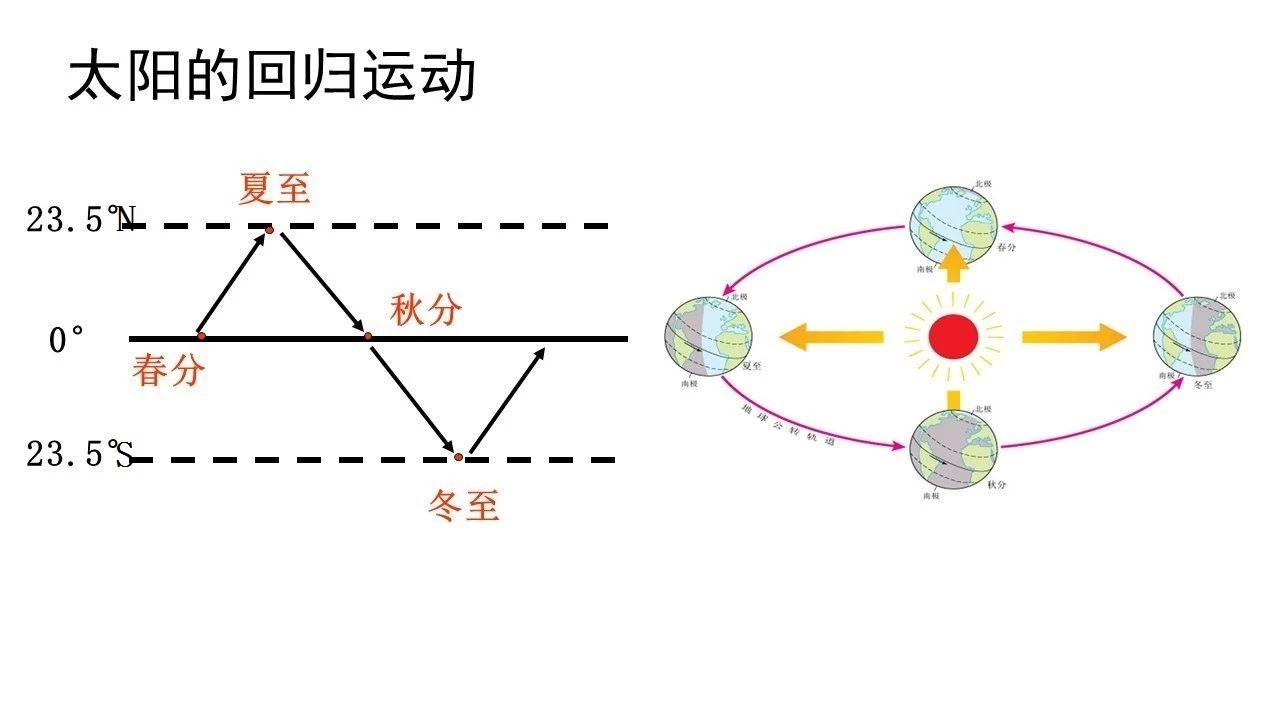 太阳的回归运动
夏至
23.5°N
秋分
0°
春分
23.5°S
冬至
北极
春分
南极
北极
夏至
南极
北极
南极
冬至
地球公转轨道
北极
秋分
南极